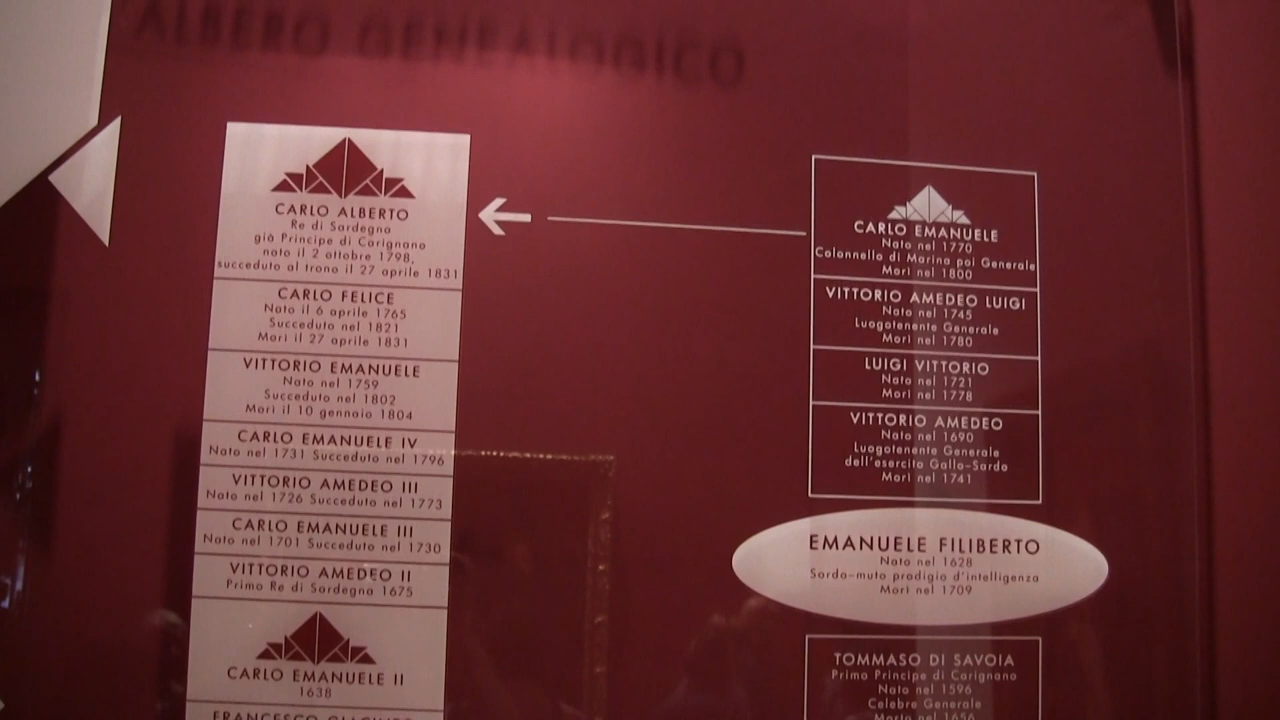 ALBERO GENEALOGICO
CARLO ALBERTO
Re di Sardegna
già Principe di Carignano
nato il 2 ottobre 1798,
succeduto al trono il 27 aprile 1831
CARLO FELICE
Nato il 6 aprile 1765
Succeduto nel 1821
Morì il 27 aprile 1831
VITTORIO EMANUELE
Nato nel 1759
Succeduto nel 1802
Morì il 10 gennaio 1804
CARLO EMANUELE IV
Nato nel 1731 Succeduto nel 1796
VITTORIO AMEDEO III
Nato nel 1726 Succeduto nel 1773
CARLO EMANUELE III
Nato nel 1701 Succeduto nel 1730
VITTORIO AMEDEO II
Primo Re di Sardegna 1675
CARLO EMANUELE II
1638
FRANCESCO GIACINTO
CARLO EMANUELE
Nato nel 1770
Colonnello di Marina poi Generale
Morì nel 1800
VITTORIO AMEDEO LUIGI
Nato nel 1745
Luogotenente Generale
Morì nel 1780
LUIGI VITTORIO
Nato nel 1721
Morì nel 1778
VITTORIO AMEDEO
Nato nel 1690
Luogotenente Generale
dell'esercito Gallo-Sardo
Morì nel 1741
EMANUELE FILIBERTO
Nato nel 1628
Sordo-muto prodigio d'intelligenza
Morì nel 1709
TOMMASO DI SAVOIA
Primo Principe di Carignano
Nato nel 1596
Celebre Generale
Morì nel 1656